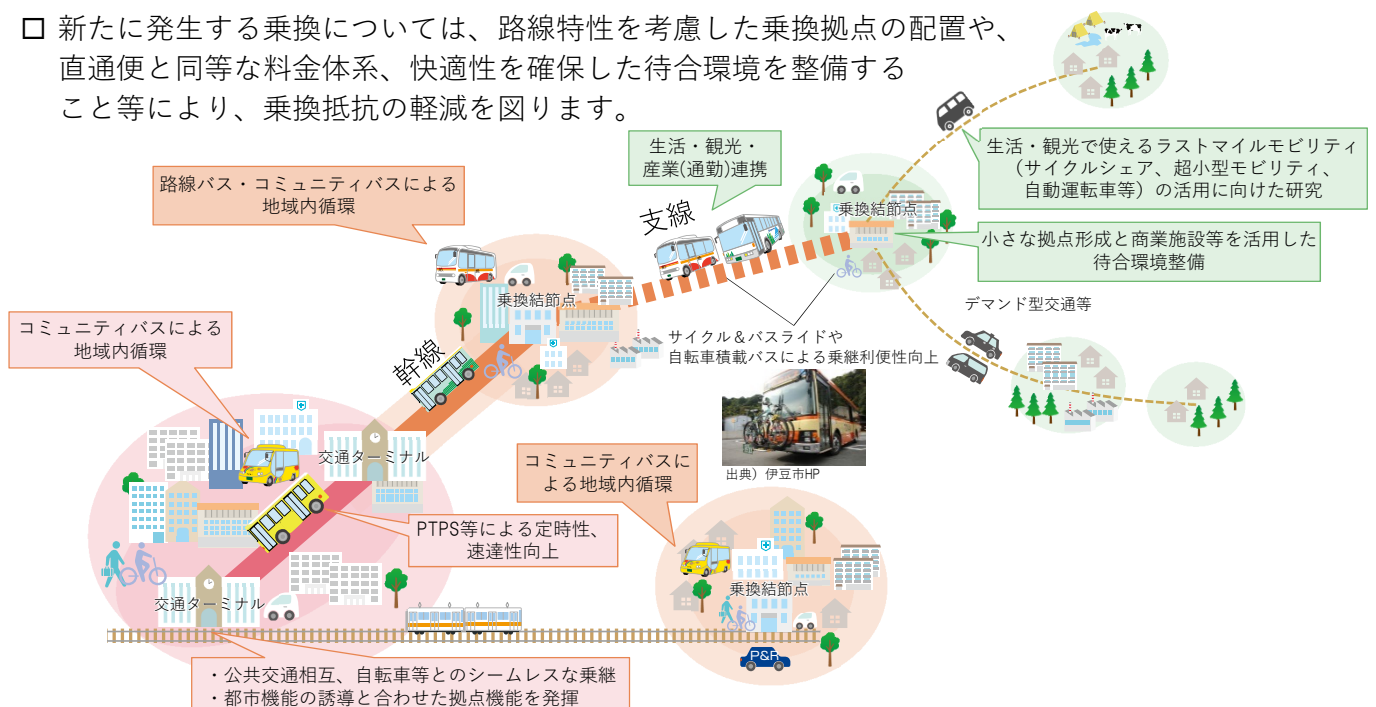 □ 新たに発生する乗換については、路線特性を考慮した乗換拠点の配置や、
直通便と同等な料金体系、快適性を確保した待合環境を整備する
こと等により、乗換抵抗の軽減を図ります。
生活・観光・
産業(通勤)連携
生活・観光で使えるラストマイルモビリティ
(サイクルシェア、超小型モビリティ、
自動運転車等)の活用に向けた研究
路線バス・コミュニティバスによる
地域内循環
支線
乗換結節点
小さな拠点形成と商業施設等を活用した
待合環境整備
乗換結節点
デマンド型交通等
コミュニティバスによる
地域内循環
幹線
サイクル&バスライドや
自転車積載バスによる乗継利便性向上
交通ターミナル
コミュニティバスに
よる地域内循環
出典)伊豆市HP
PTPS等による定時性、
速達性向上
乗換結節点
交通ターミナル
P&R
・公共交通相互、自転車等とのシームレスな乗継
・都市機能の誘導と合わせた拠点機能を発揮